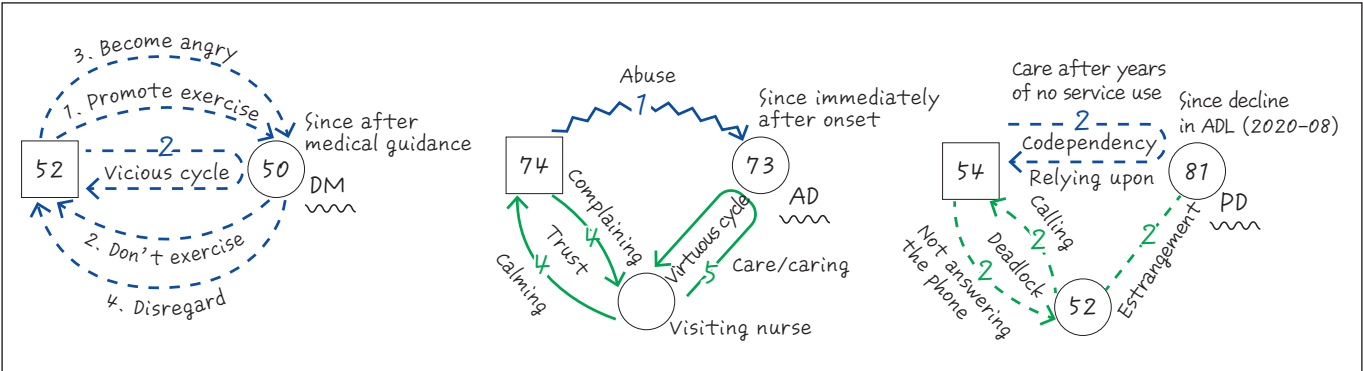 3. Become angry
1. Promote exercise
Since after
medical guidance
52
2
Vicious cycle
50
DM
2. Don't exercise
4. Disregard
Abuse
1
Since immediately
after onset
74
73
AD
Complaining
4
Trust
4
Calming
Virtuous cycle
5
Care/caring
Visiting nurse
Care after years
of no service use
Since decline
in ADL (2020-08)
2
Codependency
Relying upon
54
81
PD
Calling
2
Deadlock
2
Not answering
the phone
2
Estrangement
52